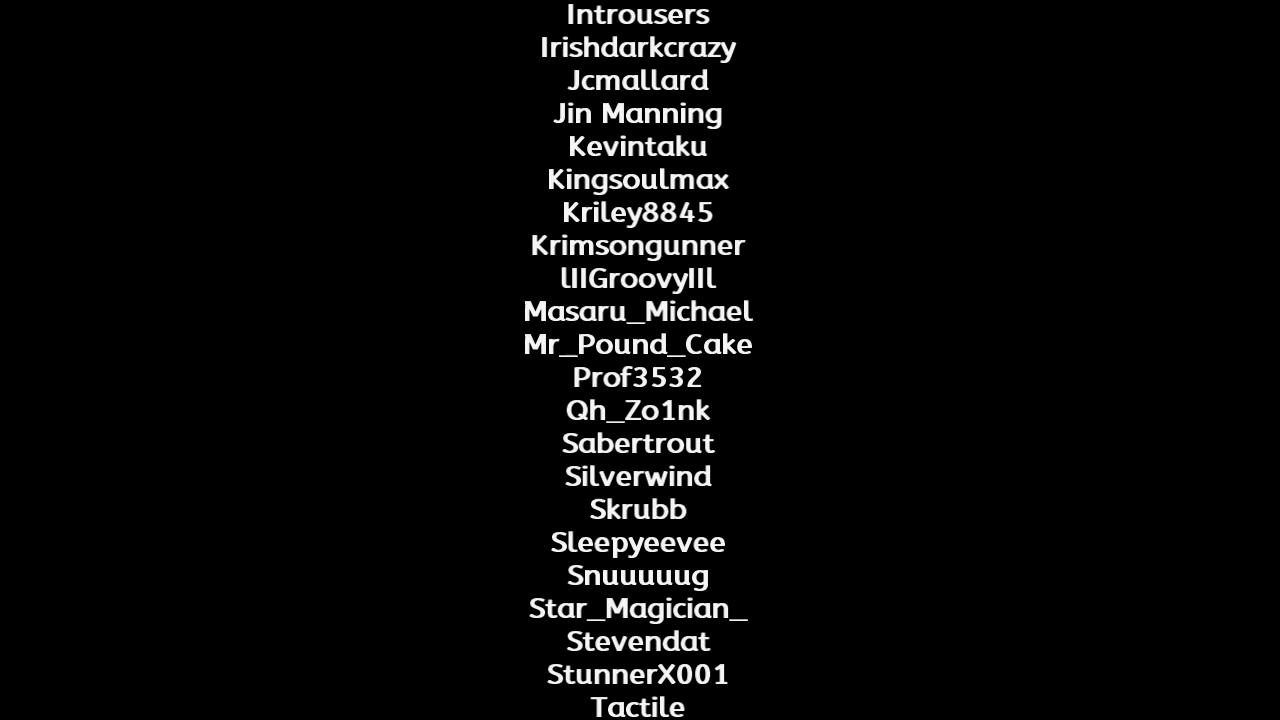 Introusers
Irishdarkcrazy
Jcmallard
Jin Manning
Kevintaku
Kingsoulmax
Kriley8845
Krimsongunner
lIIGroovyIIl
Masaru_Michael
Mr_Pound_Cake
Prof3532
Qh_Zo1nk
Sabertrout
Silverwind
Skrubb
Sleepyeevee
Snuuuuug
Star_Magician_
Stevendat
StunnerX001
Tactile